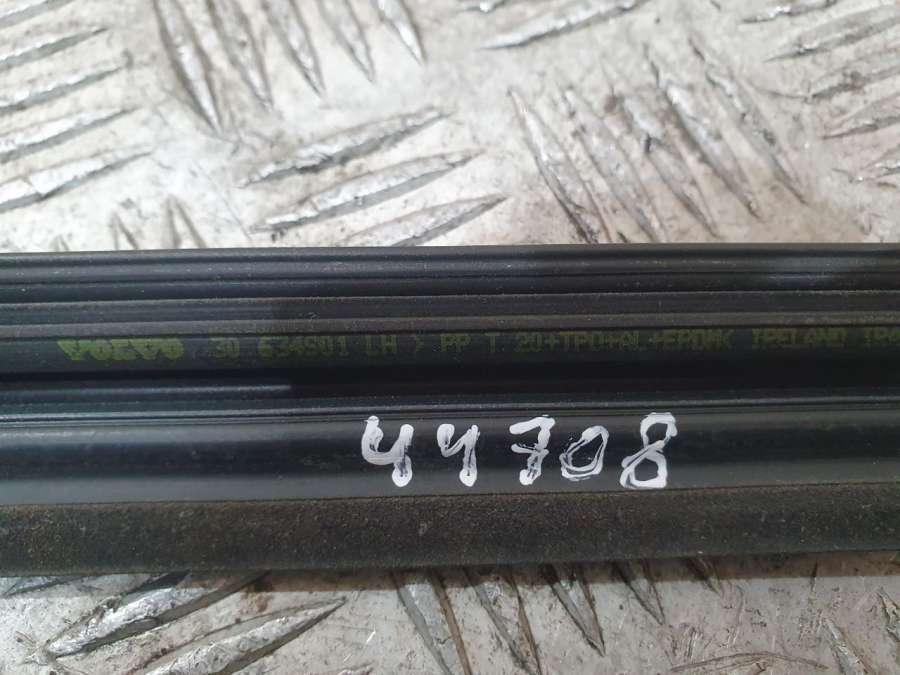 VOLVO 30 634901 LH > PP T 20+TPO+AL+EPDMK IRELAND
44708